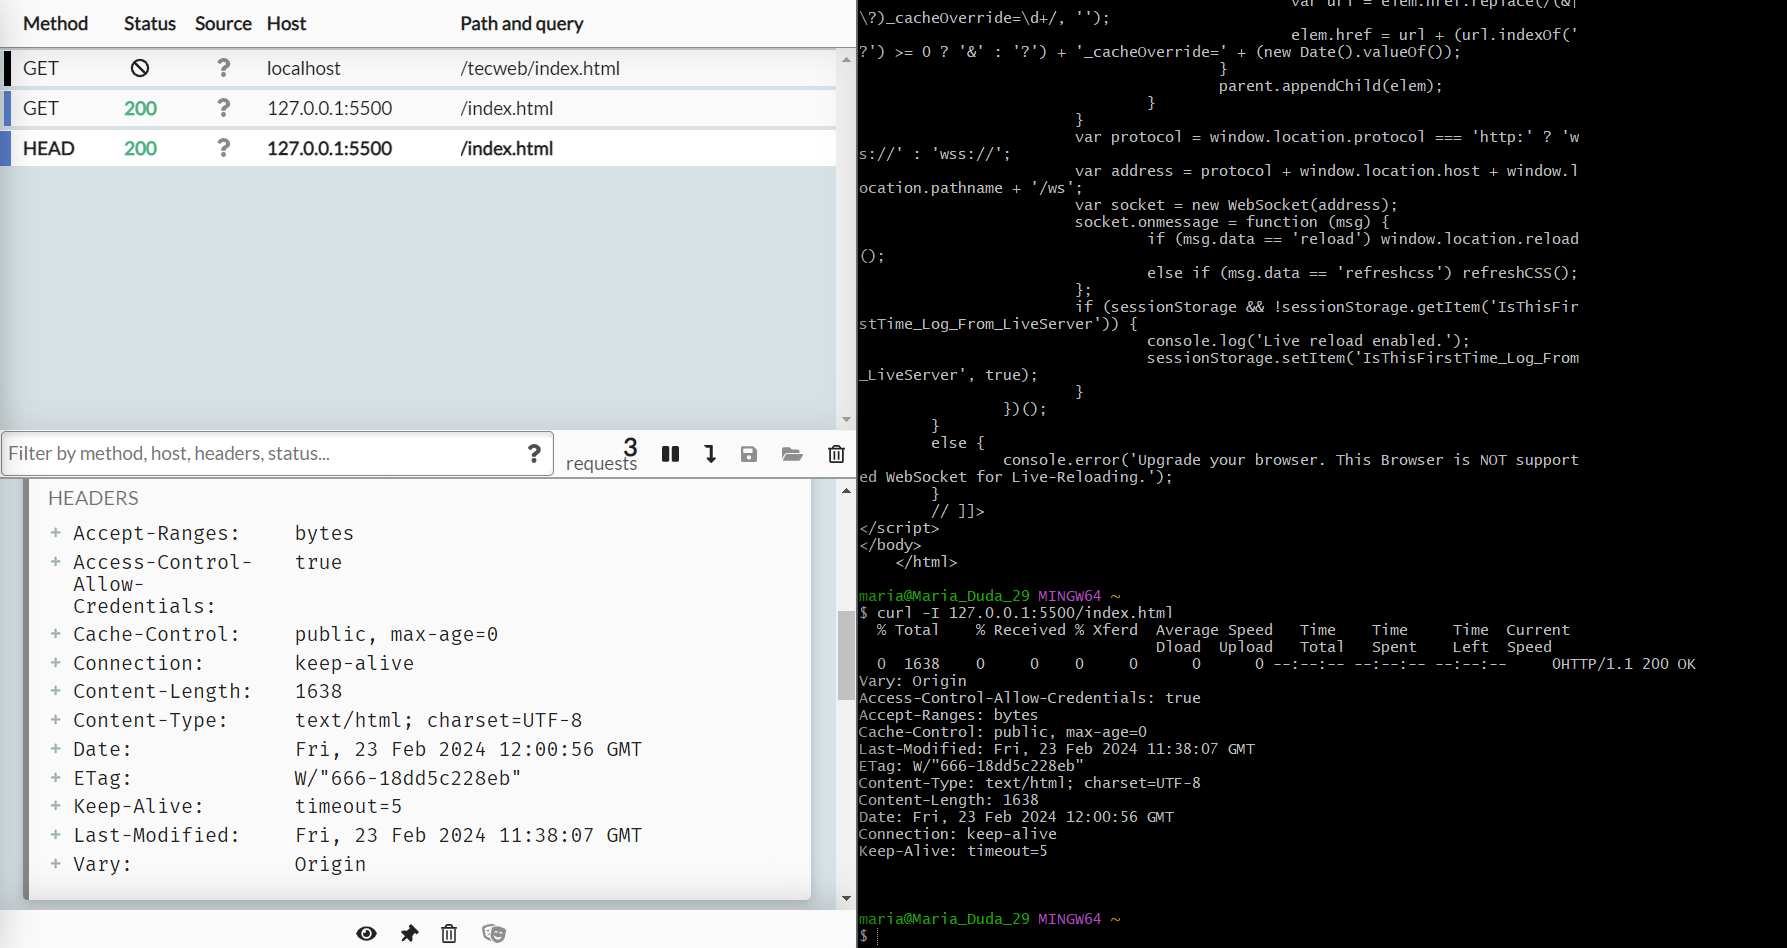 Method Status Source Host Path and query
GET ? localhost /tecweb/index.html
GET 200 ? 127.0.0.1:5500 /index.html
HEAD 200 ? 127.0.0.1:5500 /index.html
Filter by method, host, headers, status... ? 3 requests
HEADERS
+ Accept-Ranges: bytes
+ Access-Control- true
Allow-
Credentials:
+ Cache-Control: public, max-age=0
+ Connection: keep-alive
+ Content-Length: 1638
+ Content-Type: text/html; charset=UTF-8
+ Date: Fri, 23 Feb 2024 12:00:56 GMT
+ ETag: W/"666-18dd5c228eb"
+ Keep-Alive: timeout=5
+ Last-Modified: Fri, 23 Feb 2024 11:38:07 GMT
+ Vary: Origin
var url = elem.href.replace(/(&|
\?)_cacheOverride=\d+/, '');
elem.href = url + (url.indexOf('
?') >= 0 ? '&' : '?') + '_cacheOverride=' + (new Date().valueOf());
}
parent.appendChild(elem);
}
}
var protocol = window.location.protocol === 'http:' ? 'w
s://' : 'wss://';
var address = protocol + window.location.host + window.l
ocation.pathname + '/ws';
var socket = new WebSocket(address);
socket.onmessage = function (msg) {
if (msg.data == 'reload') window.location.reload
();
else if (msg.data == 'refreshcss') refreshCSS();
};
if (sessionStorage && !sessionStorage.getItem('IsThisFir
stTime_Log_From_LiveServer')) {
console.log('Live reload enabled.');
sessionStorage.setItem('IsThisFirstTime_Log_From
_LiveServer', true);
}
})();
}
else {
console.error('Upgrade your browser. This Browser is NOT support
ed WebSocket for Live-Reloading.');
}
// ]]>
</script>
</body>
</html>
maria@Maria_Duda_29 MINGW64 ~
$ curl -I 127.0.0.1:5500/index.html
% Total % Received % Xferd Average Speed Time Time Time Current
Dload Upload Total Spent Left Speed
0 1638 0 0 0 0 0 0 --:--:-- --:--:-- --:--:-- 0HTTP/1.1 200 OK
Vary: Origin
Access-Control-Allow-Credentials: true
Accept-Ranges: bytes
Cache-Control: public, max-age=0
Last-Modified: Fri, 23 Feb 2024 11:38:07 GMT
ETag: W/"666-18dd5c228eb"
Content-Type: text/html; charset=UTF-8
Content-Length: 1638
Date: Fri, 23 Feb 2024 12:00:56 GMT
Connection: keep-alive
Keep-Alive: timeout=5
maria@Maria_Duda_29 MINGW64 ~
$